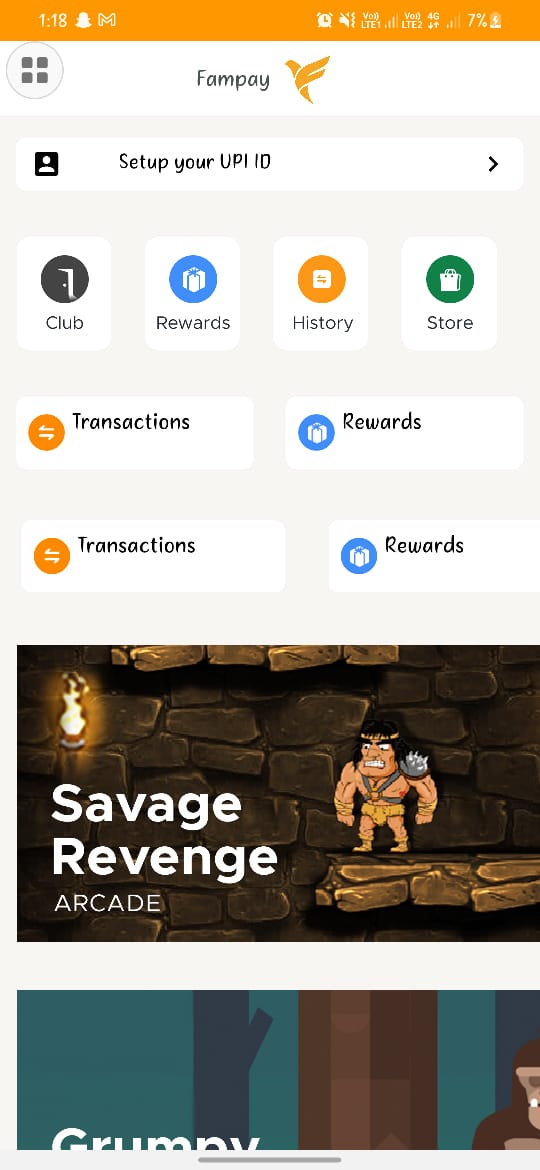 1:18
Vo)) LTE1 Vo)) LTE2 4G 7%
Fampay
Setup your UPI ID
Club Rewards History Store
Transactions Rewards
Transactions Rewards
Savage
Revenge
ARCADE
Grumpy